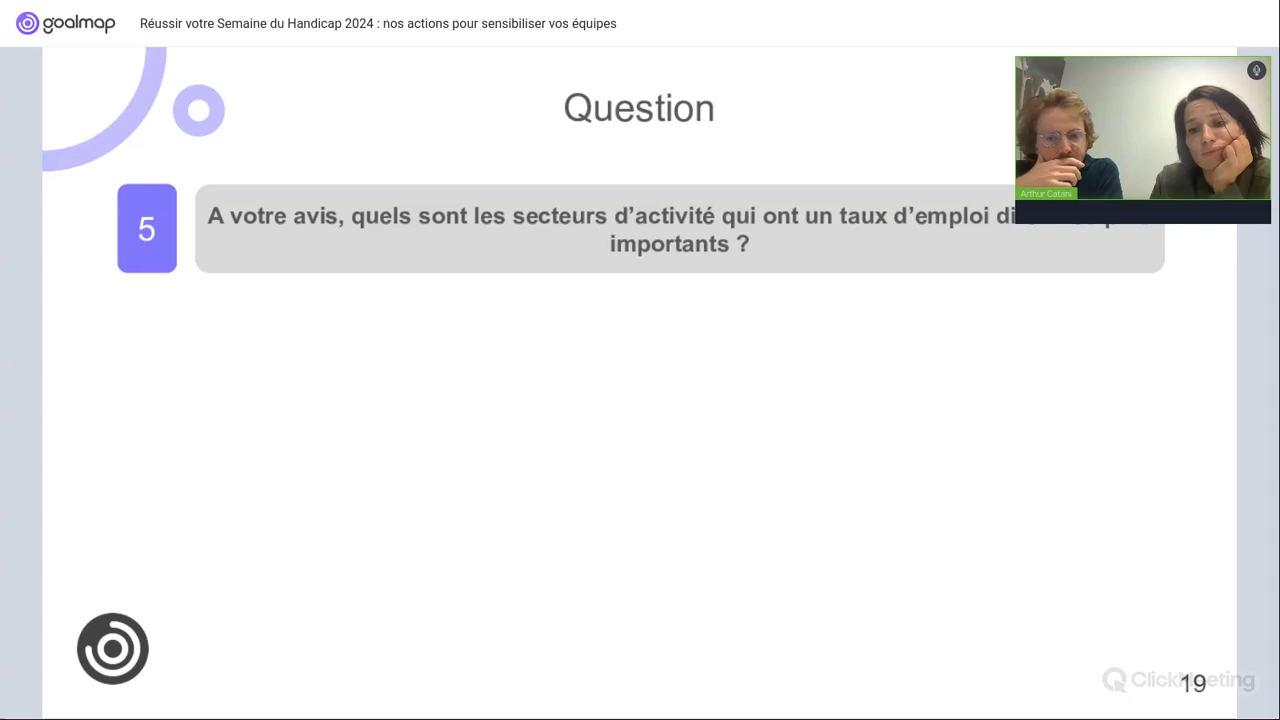 goalmap
Réussir votre Semaine du Handicap 2024 : nos actions pour sensibiliser vos équipes
Question
Arthur Catani
5
A votre avis, quels sont les secteurs d’activité qui ont un taux d’emploi
importants ?
ClickMeeting
19